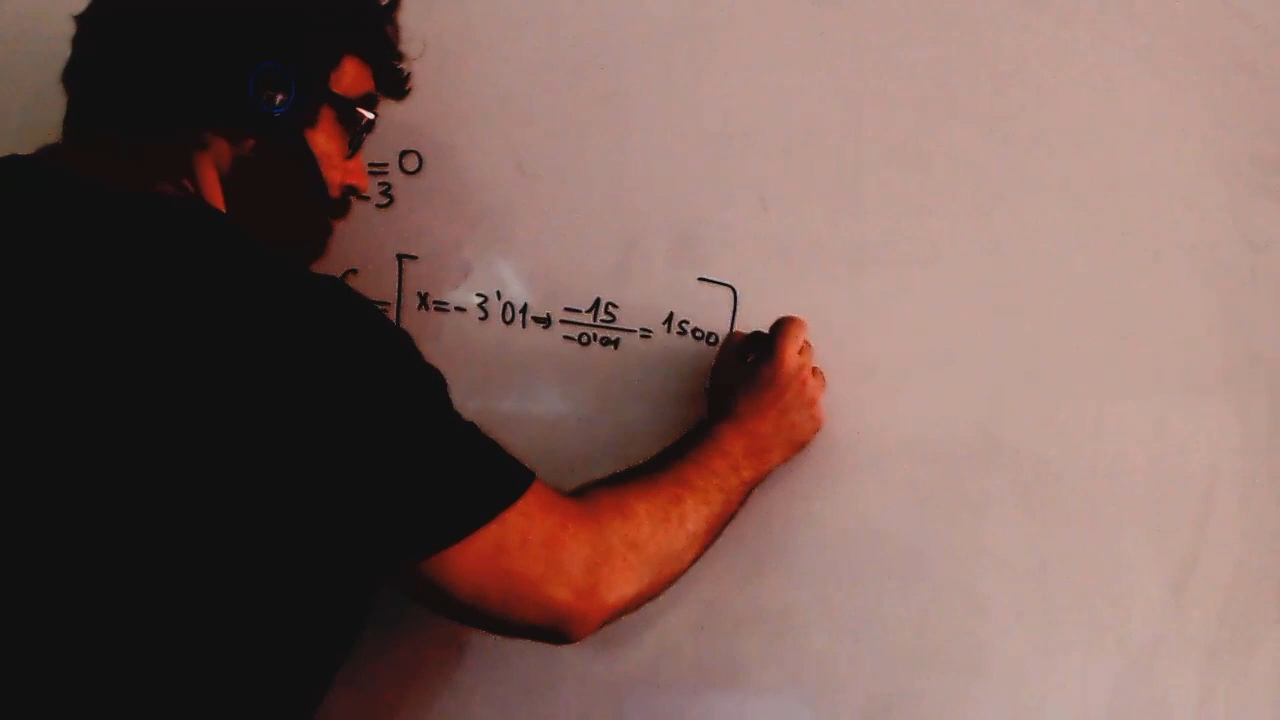 = 0
-3
= [ x = -3'01 → -15/-0'01 = 1500 ]